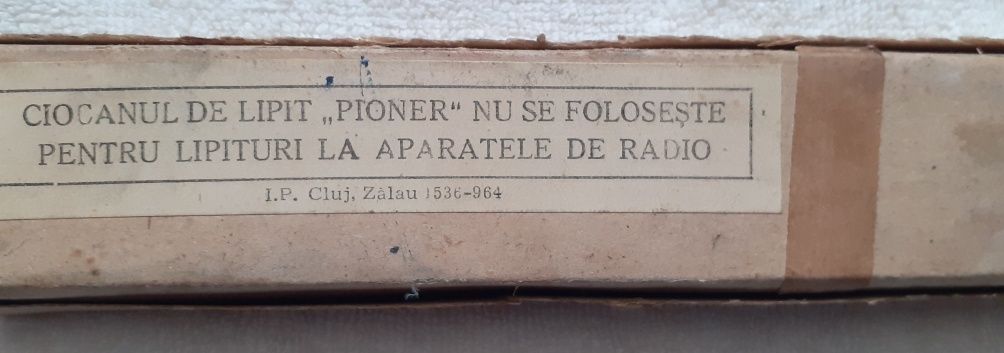 CIOCANUL DE LIPIT „PIONER“ NU SE FOLOSEȘTE
PENTRU LIPITURI LA APARATELE DE RADIO
I.P. Cluj, Zălau 1536-964